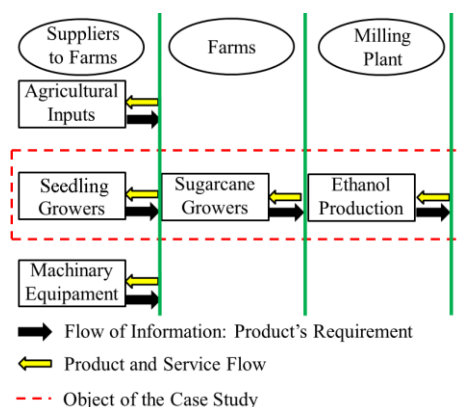 Suppliers
to Farms
Farms
Milling
Plant
Agricultural
Inputs
Seedling
Growers
Sugarcane
Growers
Ethanol
Production
Machinary
Equipament
Flow of Information: Product's Requirement
Product and Service Flow
Object of the Case Study